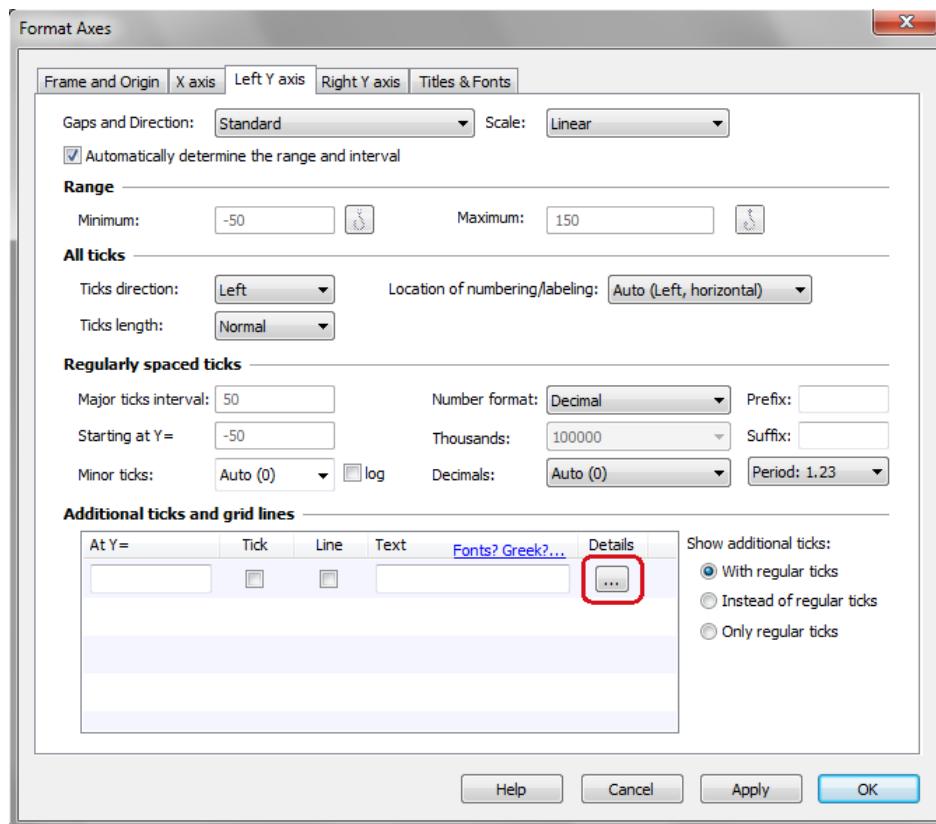 Format Axes
Frame and Origin X axis Left Y axis Right Y axis Titles & Fonts
Gaps and Direction: Standard Scale: Linear
Automatically determine the range and interval
Range
Minimum: -50 Maximum: 150
All ticks
Ticks direction: Left Location of numbering/labeling: Auto (Left, horizontal)
Ticks length: Normal
Regularly spaced ticks
Major ticks interval: 50 Number format: Decimal Prefix:
Starting at Y= -50 Thousands: 100000 Suffix:
Minor ticks: Auto (0) log Decimals: Auto (0) Period: 1.23
Additional ticks and grid lines
At Y= Tick Line Text Fonts? Greek?... Details Show additional ticks:
... With regular ticks
Instead of regular ticks
Only regular ticks
Help Cancel Apply OK